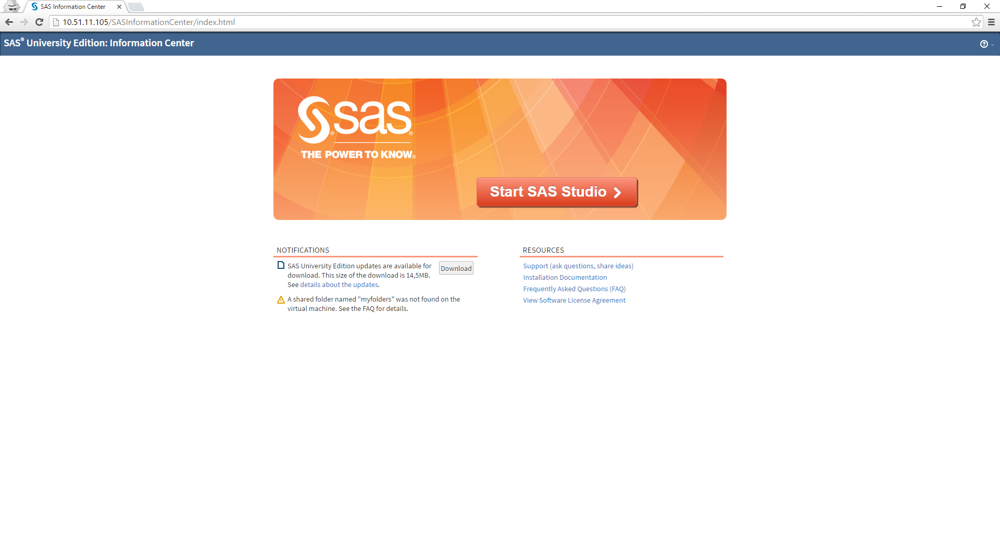 SAS Information Center
10.51.11.105/SASInformationCenter/index.html
SAS® University Edition: Information Center
sas®
THE POWER TO KNOW®
Start SAS Studio
NOTIFICATIONS
SAS University Edition updates are available for
download. This size of the download is 14,5MB.
See details about the updates.
Download
A shared folder named "myfolders" was not found on the
virtual machine. See the FAQ for details.
RESOURCES
Support (ask questions, share ideas)
Installation Documentation
Frequently Asked Questions (FAQ)
View Software License Agreement